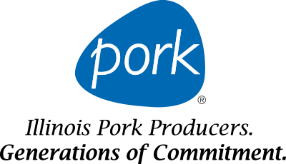 pork®
Illinois Pork Producers.
Generations of Commitment.